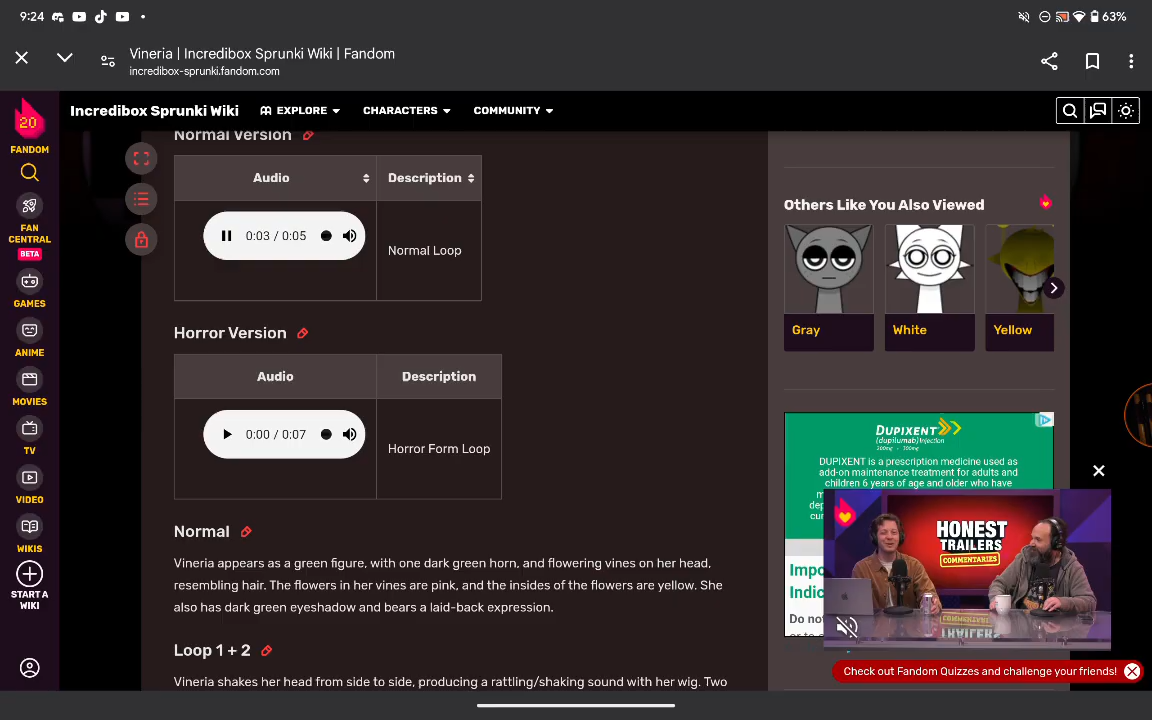 9:24
63%
Vineria | Incredibox Sprunki Wiki | Fandom
incredibox-sprunki.fandom.com
20
FANDOM
FAN
CENTRAL
BETA
GAMES
ANIME
MOVIES
TV
VIDEO
WIKIS
START A
WIKI
Incredibox Sprunki Wiki
EXPLORE
CHARACTERS
COMMUNITY
Normal Version
Audio
Description
0:03 / 0:05
Normal Loop
Horror Version
Audio
Description
0:00 / 0:07
Horror Form Loop
Normal
Vineria appears as a green figure, with one dark green horn, and flowering vines on her head,
resembling hair. The flowers in her vines are pink, and the insides of the flowers are yellow. She
also has dark green eyeshadow and bears a laid-back expression.
Loop 1 + 2
Vineria shakes her head from side to side, producing a rattling/shaking sound with her wig. Two
Others Like You Also Viewed
Gray
White
Yellow
DUPIXENT
(dupilumab) Injection
DUPIXENT is a prescription medicine used as
add-on maintenance treatment for adults and
children 6 years of age and older who have
Indic
Do not
HONEST
TRAILERS
COMMENTARIES
Check out Fandom Quizzes and challenge your friends!